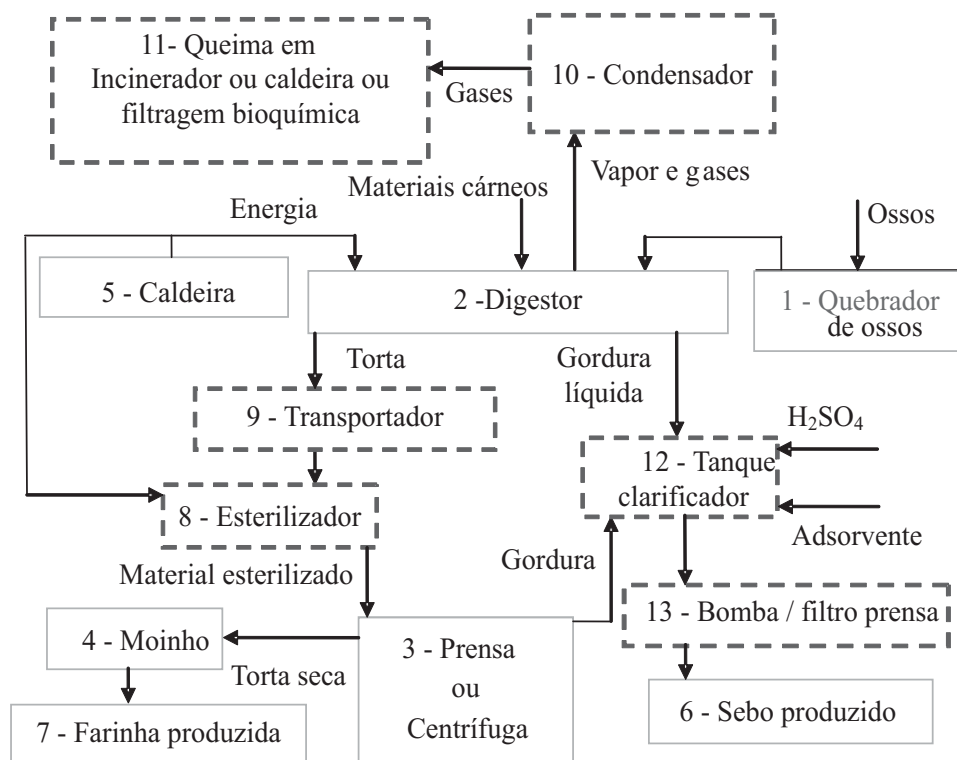 11- Queima em
Incinerador ou caldeira ou
filtragem bioquímica
Gases
10 - Condensador
Vapor e gases
Materiais cárneos
Energia
Ossos
5 - Caldeira
2 -Digestor
1 - Quebrador
de ossos
Torta
Gordura
líquida
9 - Transportador
H₂SO₄
12 - Tanque
clarificador
8 - Esterilizador
Adsorvente
Gordura
Material esterilizado
13 - Bomba / filtro prensa
4 - Moinho
Torta seca
3 - Prensa
ou
Centrífuga
6 - Sebo produzido
7 - Farinha produzida